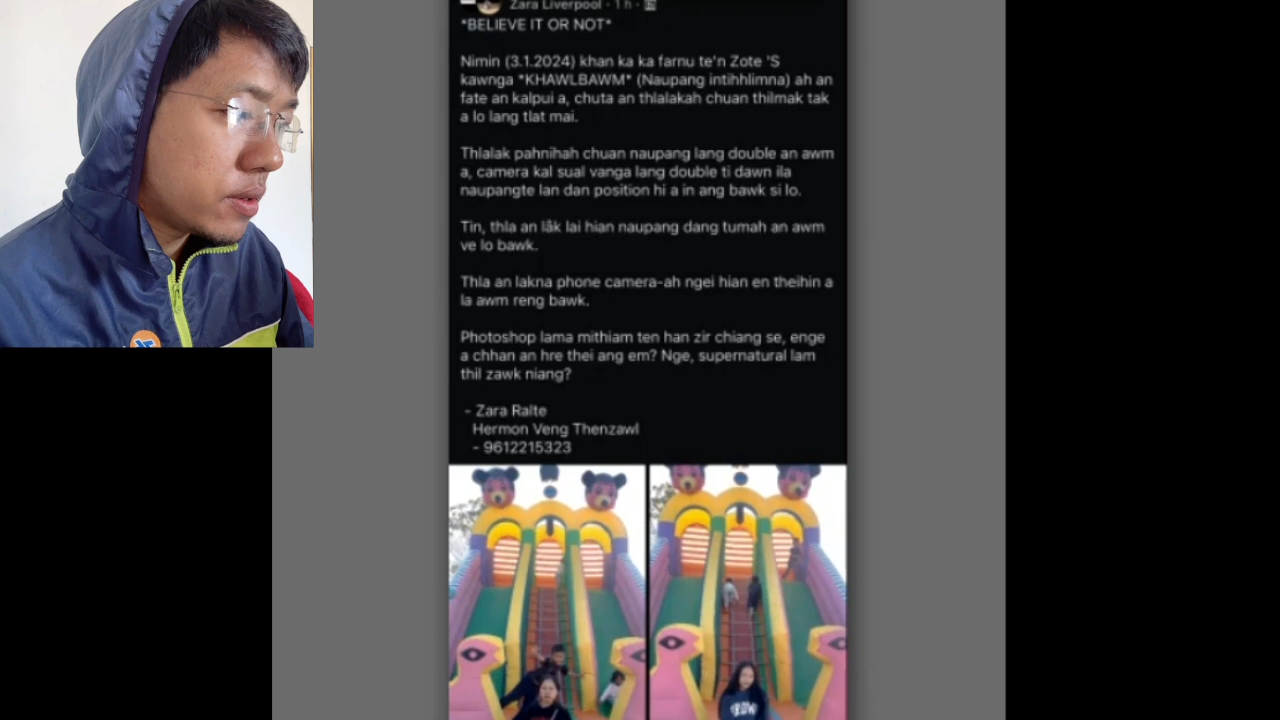 Zara Liverpool · 1 h ·
*BELIEVE IT OR NOT*
Nimin (3.1.2024) khan ka ka farnu te'n Zote 'S
kawnga *KHAWLBAWM* (Naupang intihhlimna) ah an
fate an kalpui a, chuta an thlalakah chuan thilmak tak
a lo lang tlat mai.
Thlalak pahnihah chuan naupang lang double an awm
a, camera kal sual vanga lang double ti dawn ila
naupangte lan dan position hi a in ang bawk si lo.
Tin, thla an lâk lai hian naupang dang tumah an awm
ve lo bawk.
Thla an lakna phone camera-ah ngei hian en theihin a
la awm reng bawk.
Photoshop lama mithiam ten han zir chiang se, enge
a chhan an hre thei ang em? Nge, supernatural lam
thil zawk niang?
- Zara Ralte
Hermon Veng Thenzawl
- 9612215323